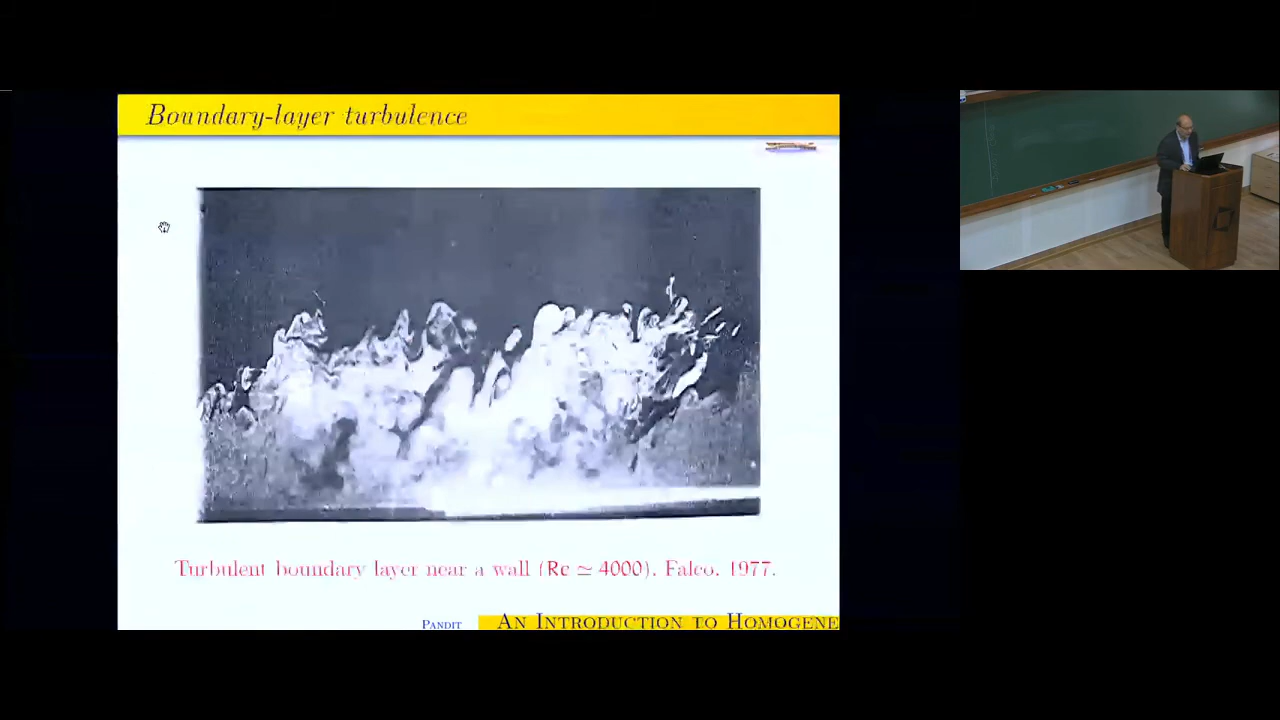 Boundary-layer turbulence
Turbulent boundary layer near a wall (Re ≃ 4000). Falco. 1977.
PANDIT
AN INTRODUCTION TO HOMOGENE